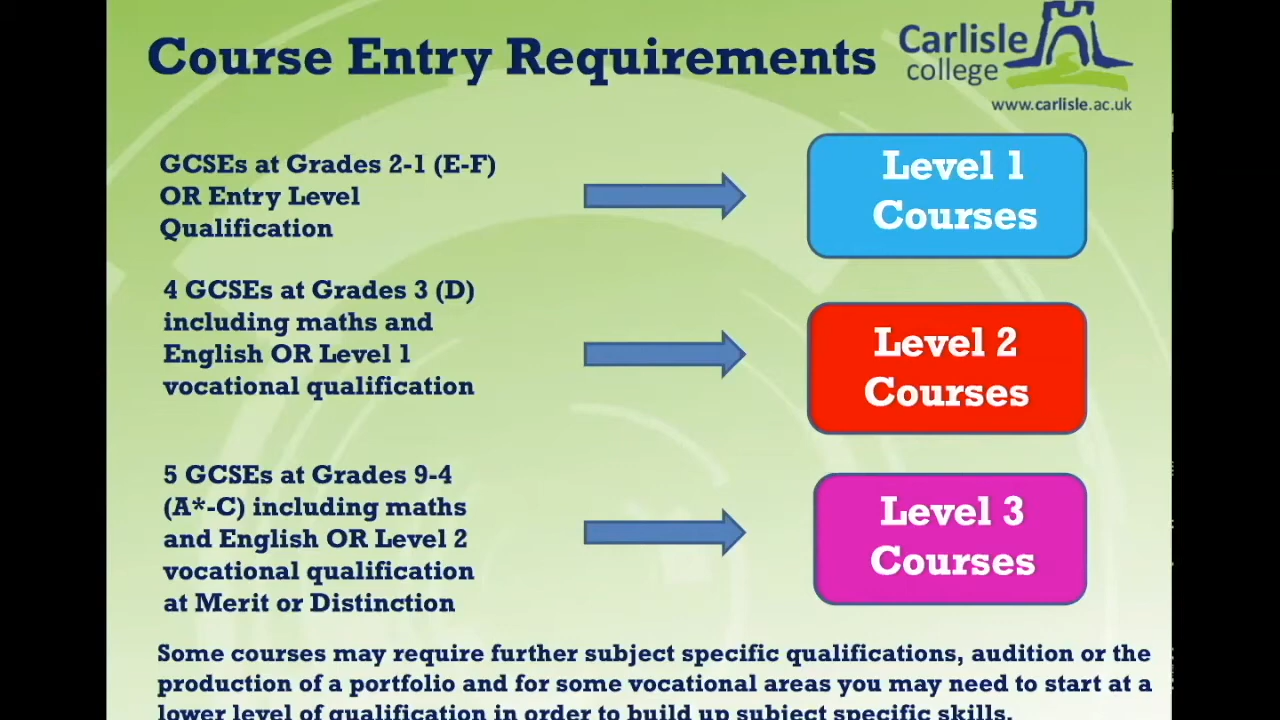 Course Entry Requirements
Carlisle
college
www.carlisle.ac.uk
GCSEs at Grades 2-1 (E-F)
OR Entry Level
Qualification
Level 1
Courses
4 GCSEs at Grades 3 (D)
including maths and
English OR Level 1
vocational qualification
Level 2
Courses
5 GCSEs at Grades 9-4
(A*-C) including maths
and English OR Level 2
vocational qualification
at Merit or Distinction
Level 3
Courses
Some courses may require further subject specific qualifications, audition or the
production of a portfolio and for some vocational areas you may need to start at a
lower level of qualification in order to build up subject specific skills.